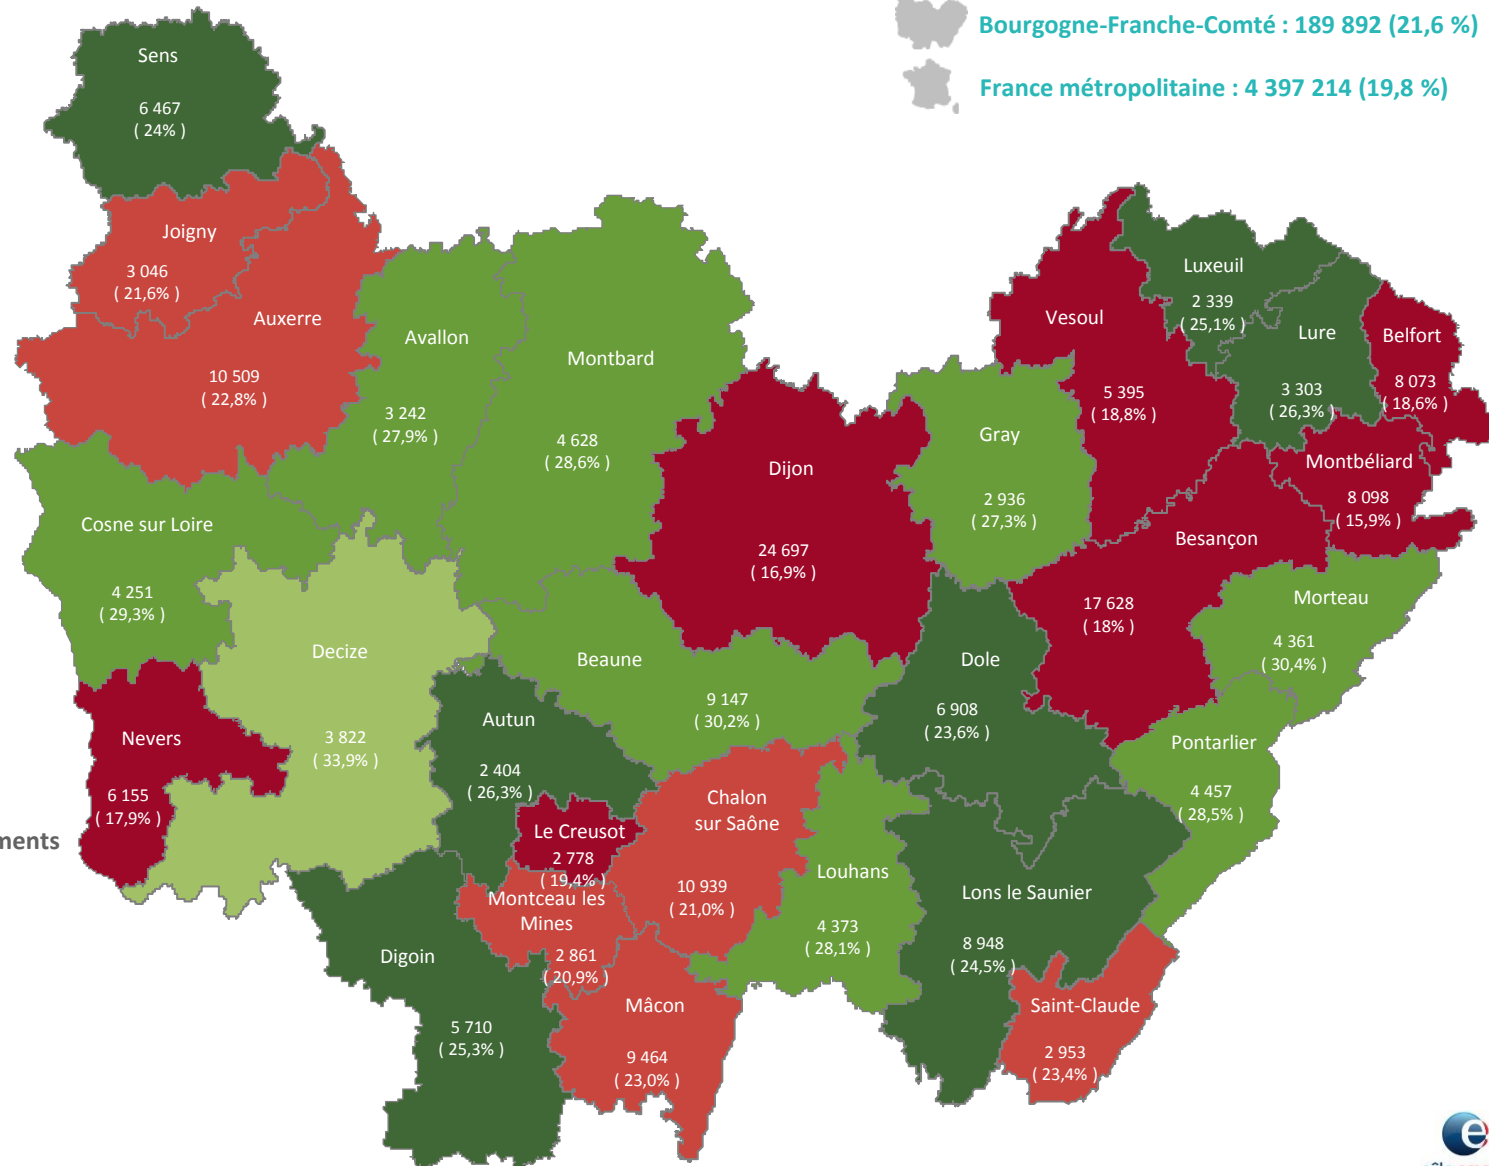 Bourgogne-Franche-Comté : 189 892 (21,6 %)
France métropolitaine : 4 397 214 (19,8 %)
Sens
6 467
( 24% )
Joigny
3 046
( 21,6% )
Auxerre
10 509
( 22,8% )
Avallon
3 242
( 27,9% )
Montbard
4 628
( 28,6% )
Vesoul
5 395
( 18,8% )
Luxeuil
2 339
( 25,1% )
Lure
3 303
( 26,3% )
Belfort
8 073
( 18,6% )
Montbéliard
8 098
( 15,9% )
Gray
2 936
( 27,3% )
Dijon
24 697
( 16,9% )
Besançon
17 628
( 18% )
Cosne sur Loire
4 251
( 29,3% )
Morteau
4 361
( 30,4% )
Decize
3 822
( 33,9% )
Beaune
9 147
( 30,2% )
Dole
6 908
( 23,6% )
Nevers
6 155
( 17,9% )
Autun
2 404
( 26,3% )
Pontarlier
4 457
( 28,5% )
Chalon
sur Saône
10 939
( 21,0% )
Le Creusot
2 778
( 19,4% )
ments
Louhans
4 373
( 28,1% )
Lons le Saunier
8 948
( 24,5% )
Montceau les
Mines
2 861
( 20,9% )
Digoin
5 710
( 25,3% )
Mâcon
9 464
( 23,0% )
Saint-Claude
2 953
( 23,4% )